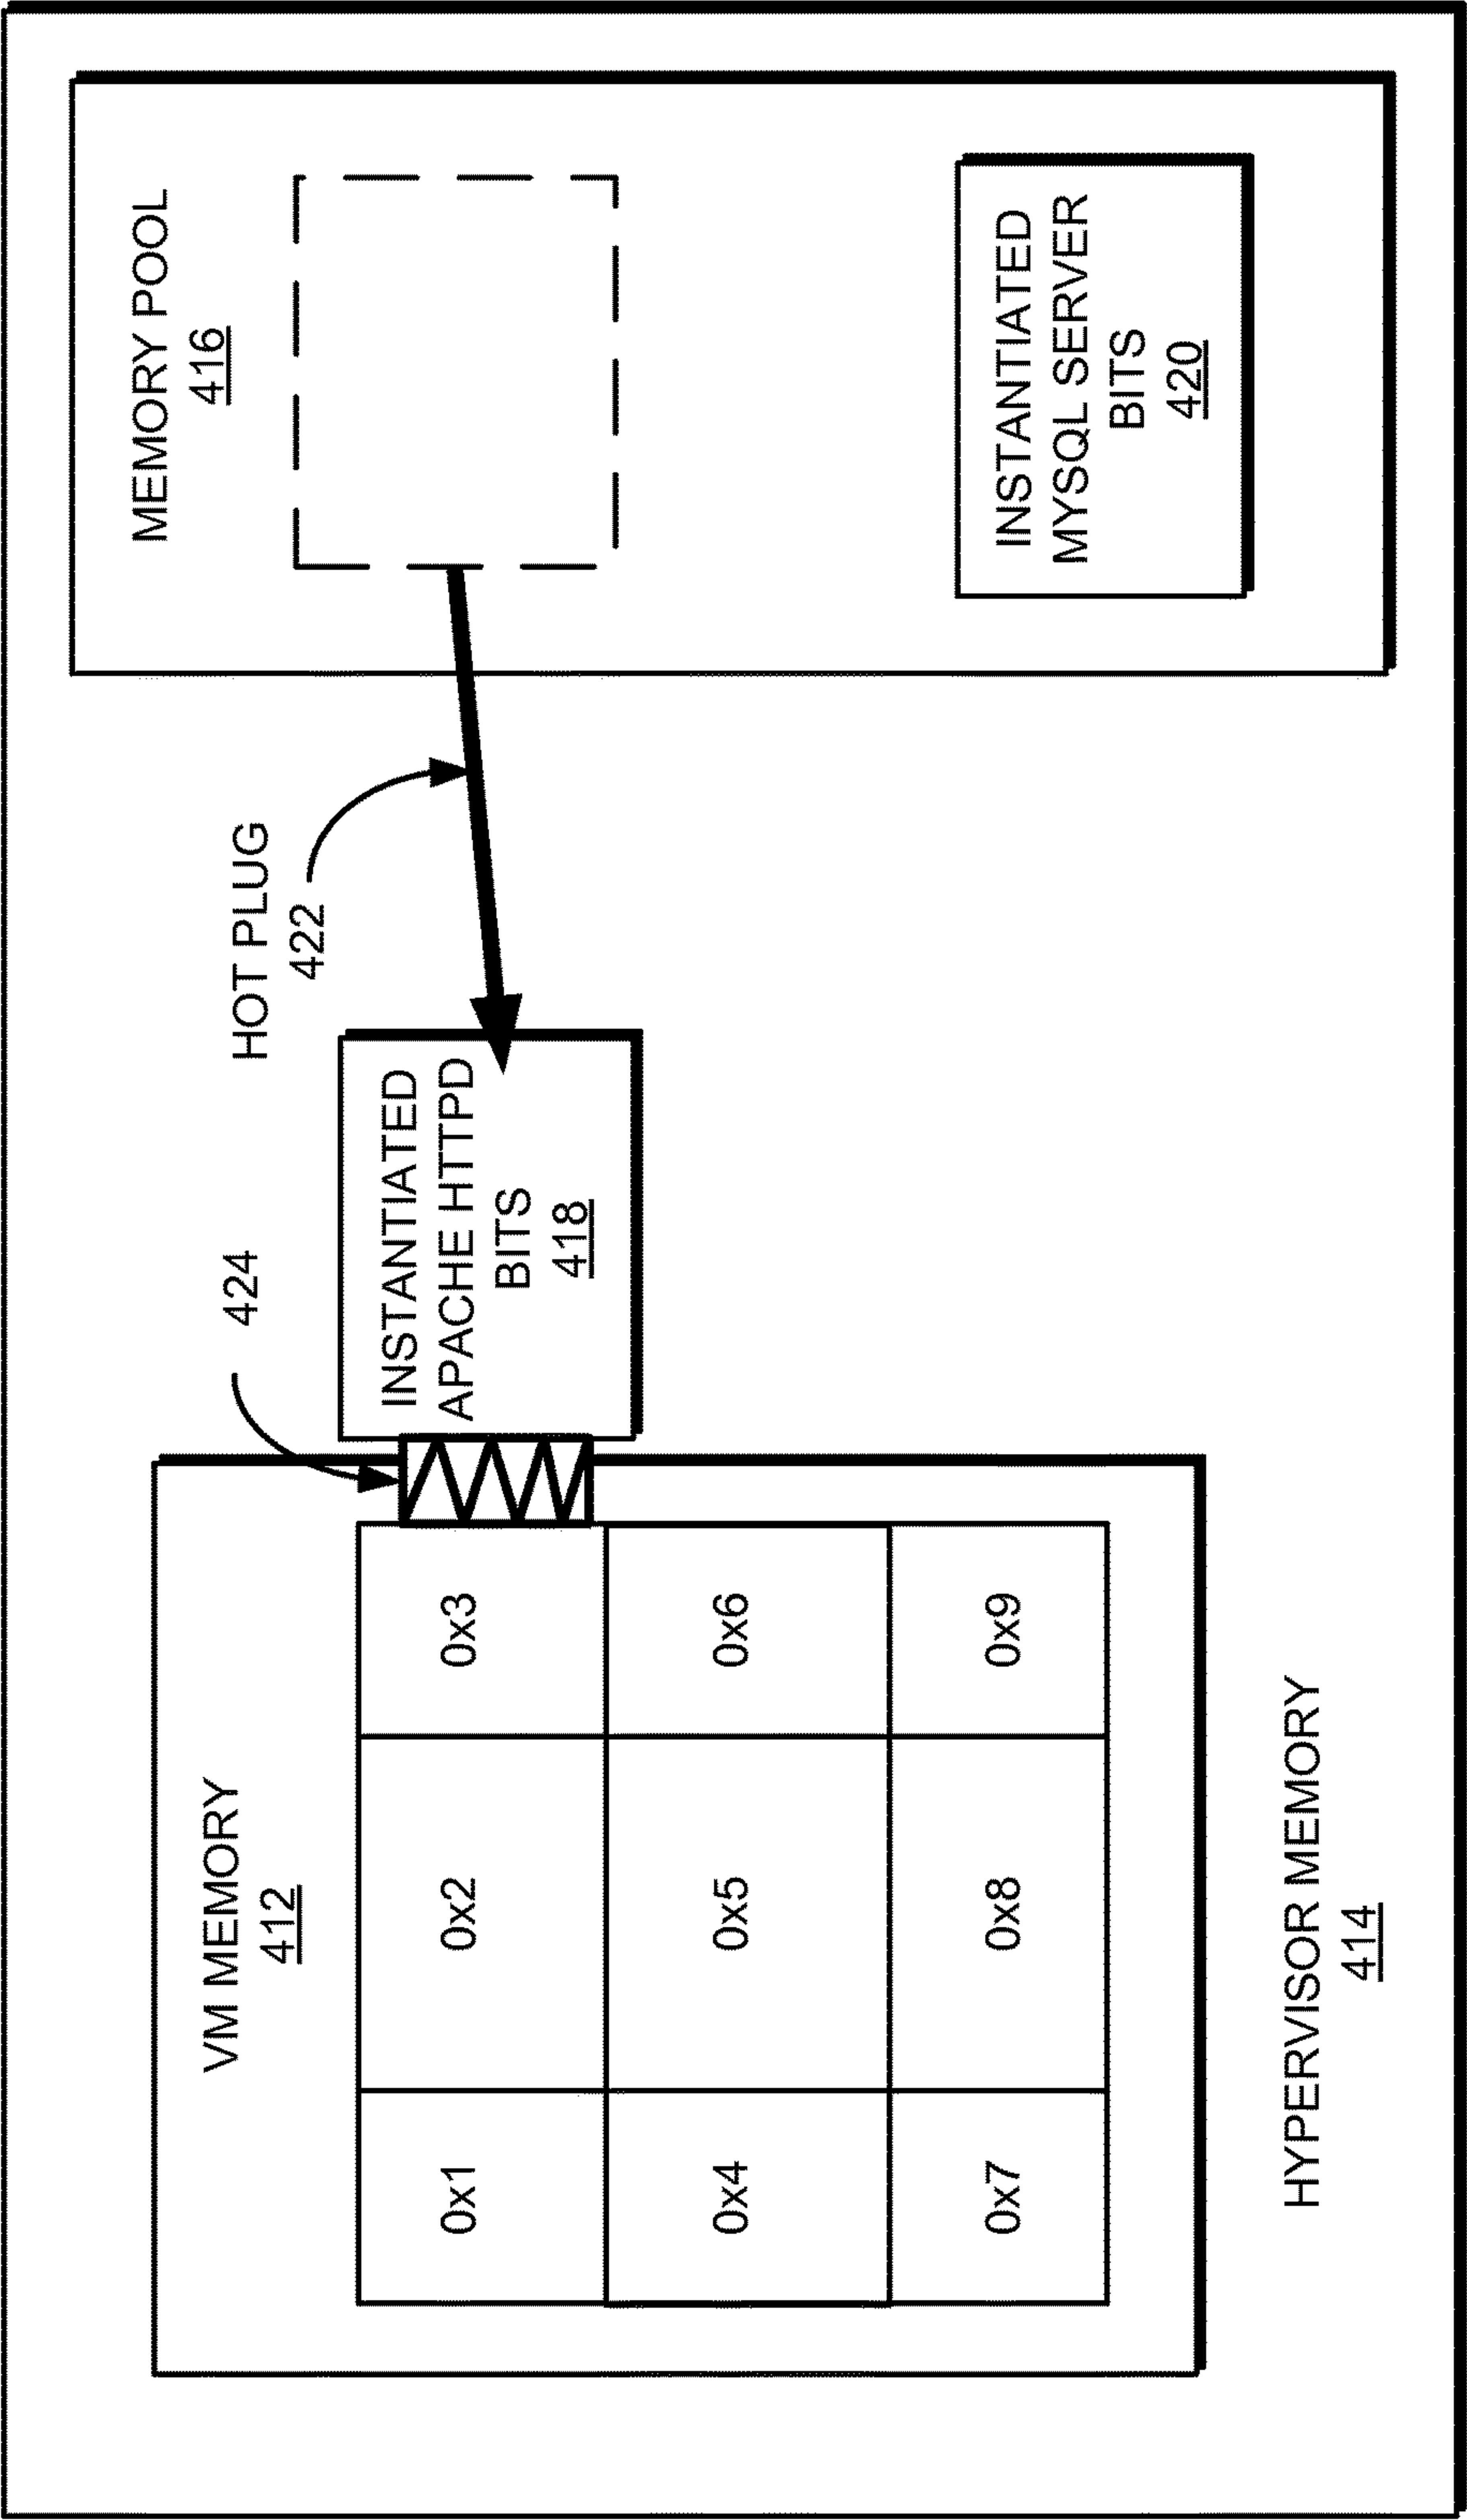 VM MEMORY
412
0x1
0x2
0x3
0x4
0x5
0x6
0x7
0x8
0x9
HYPERVISOR MEMORY
414
424
INSTANTIATED
APACHE HTTPD
BITS
418
HOT PLUG
422
MEMORY POOL
416
INSTANTIATED
MYSQL SERVER
BITS
420